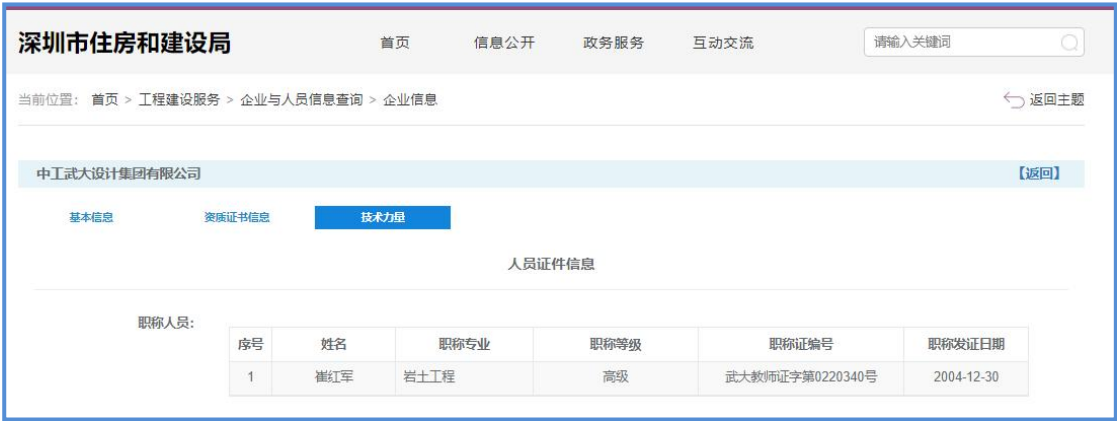 深圳市住房和建设局 首页 信息公开 政务服务 互动交流 请输入关键词
当前位置： 首页 > 工程建设服务 > 企业与人员信息查询 > 企业信息 返回主题
中工武大设计集团有限公司 【返回】
基本信息 资质证书信息 技术力量
人员证件信息
职称人员：
序号 姓名 职称专业 职称等级 职称证编号 职称发证日期
1 崔红军 岩土工程 高级 武大教师证字第0220340号 2004-12-30